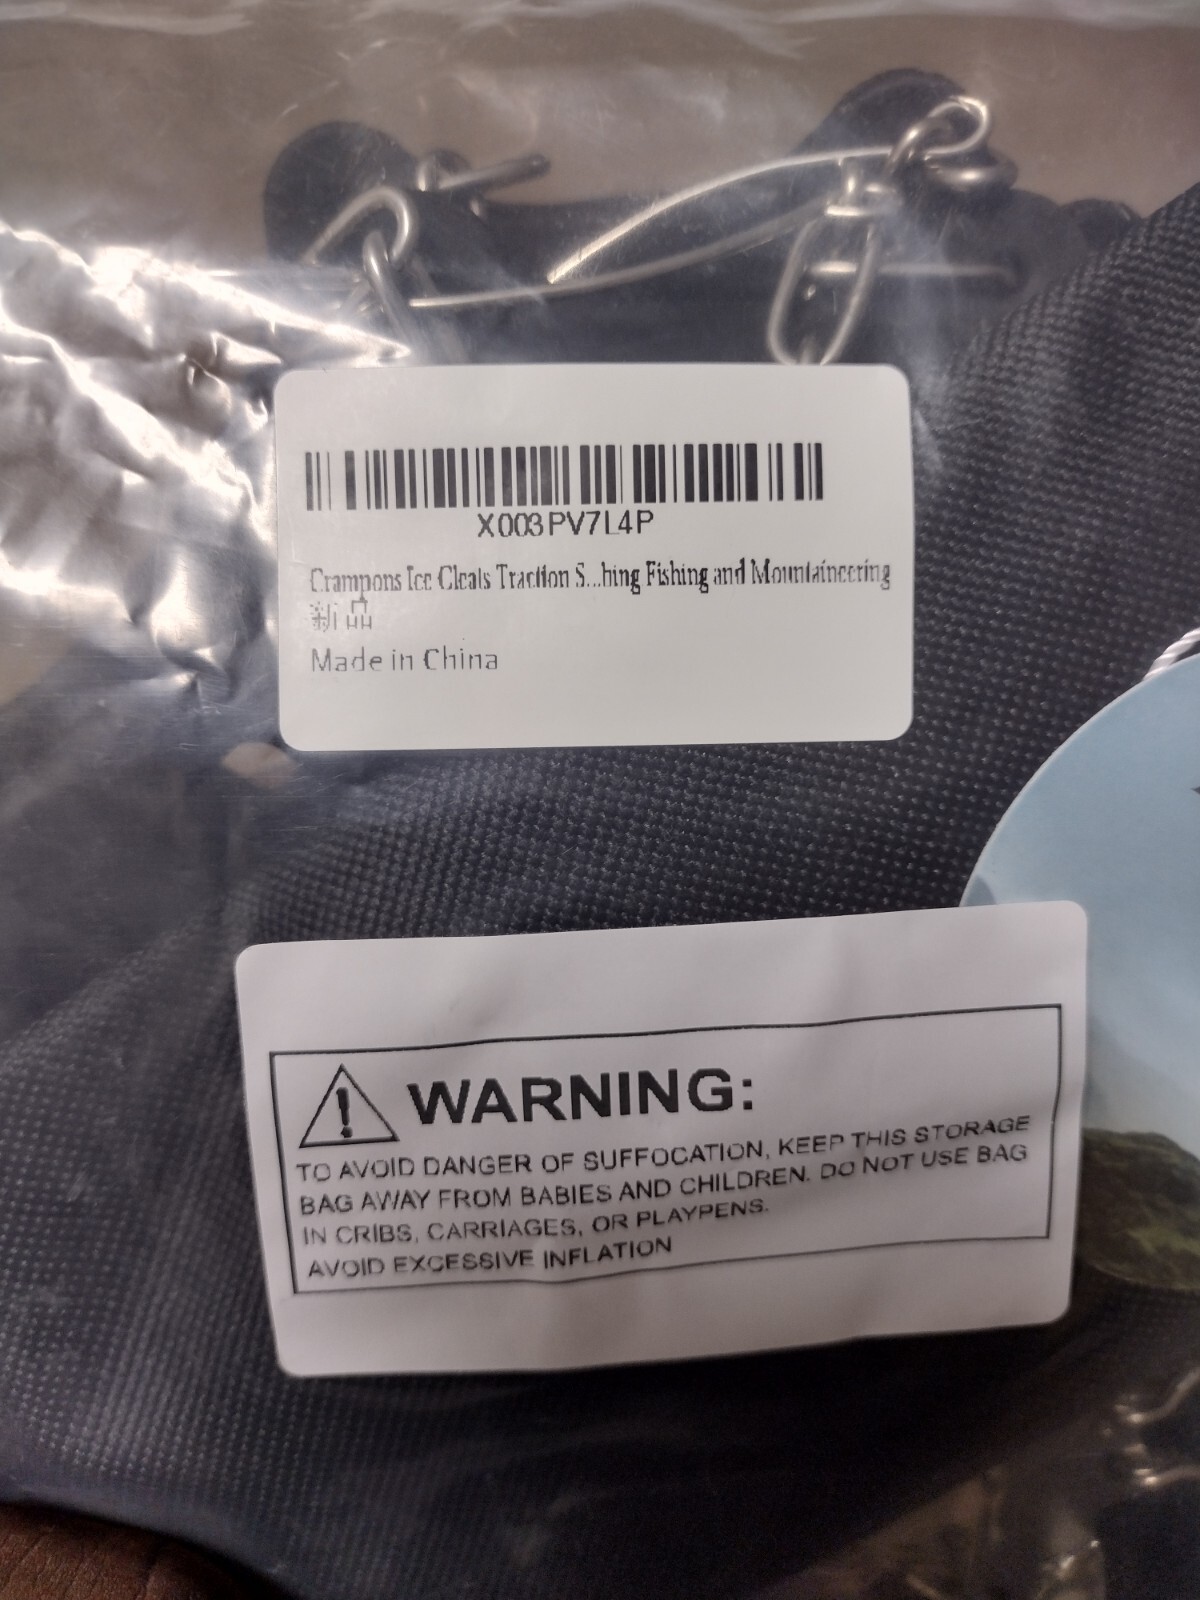 X003PV7L4P
Crampons Ice Cleats Traction S...hing Fishing and Mountaineering
新品
Made in China
WARNING:
TO AVOID DANGER OF SUFFOCATION, KEEP THIS STORAGE
BAG AWAY FROM BABIES AND CHILDREN. DO NOT USE BAG
IN CRIBS, CARRIAGES, OR PLAYPENS.
AVOID EXCESSIVE INFLATION